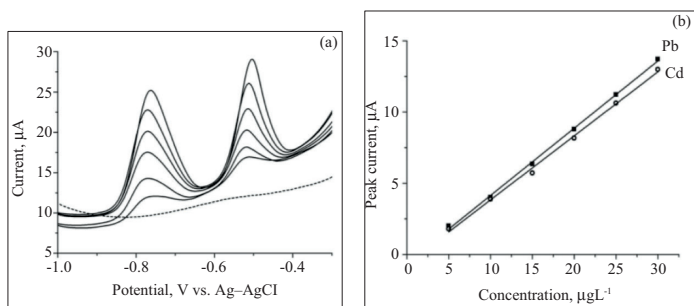 (a)
30
25
20
15
10
5
Current, μA
-1.0
-0.8
-0.6
-0.4
Potential, V vs. Ag–AgCI
(b)
15
10
5
0
Peak current, μA
Pb
Cd
0
5
10
15
20
25
30
Concentration, μgL⁻¹